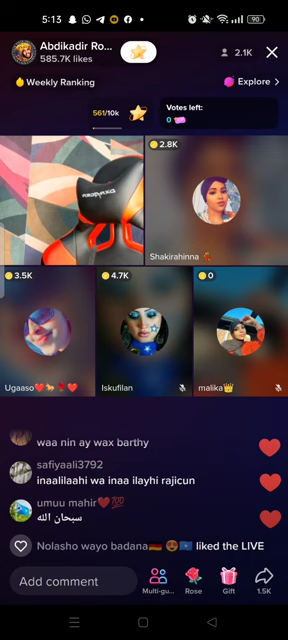 5:13
90
Abdikadir Ro...
585.7K likes
2.1K
Weekly Ranking
Explore >
561/10k
Votes left:
0
2.8K
Shakirahinna
3.5K
4.7K
0
Ugaaso❤️🐎🌹❤️
Iskufilan
malika👑
waa nin ay wax barthy
safiyaali3792
inaalilaahi wa inaa ilayhi rajicun
umuu mahir❤️💯
سبحان الله
Nolasho wayo badana🇩🇪 😍🇸🇴 liked the LIVE
Add comment
Multi-gu...
Rose
Gift
1.5K